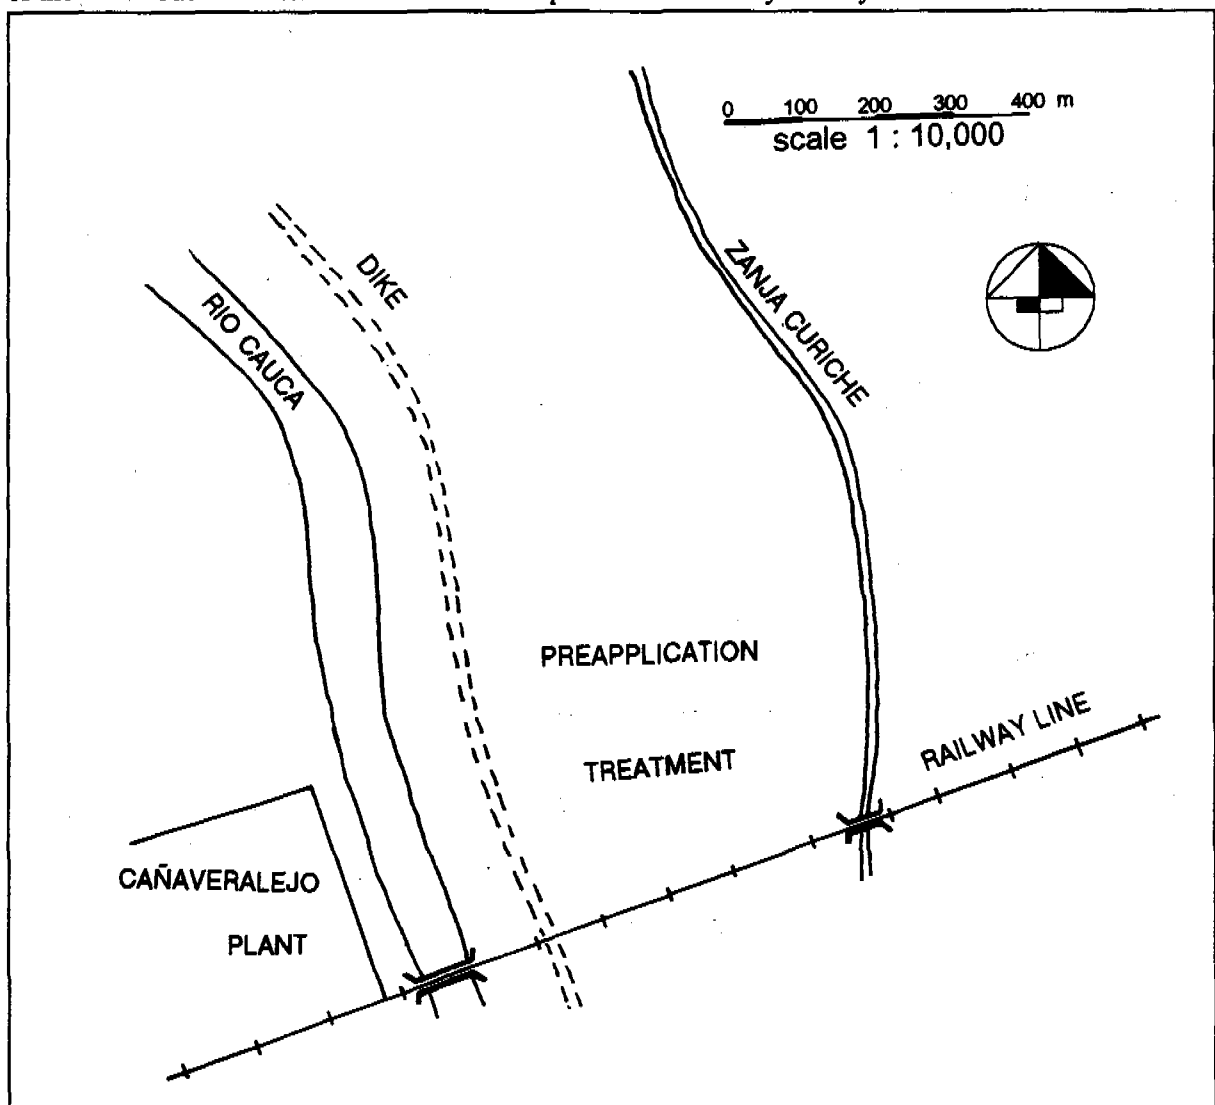 0 100 200 300 400 m
scale 1 : 10,000
ZANJA CURICHE
DIKE
RIO CAUCA
PREAPPLICATION
TREATMENT
RAILWAY LINE
CAÑAVERALEJO
PLANT